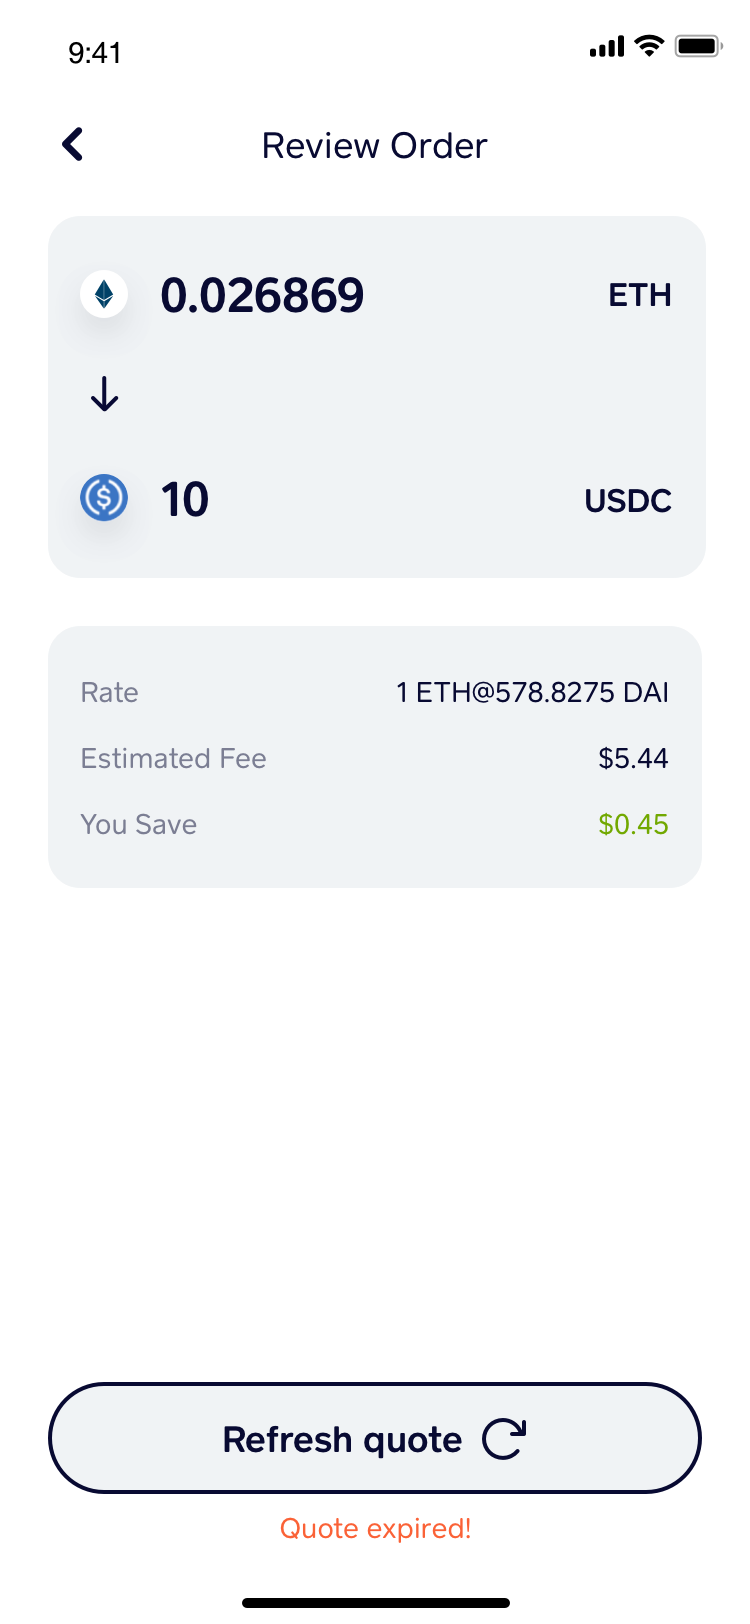 9:41
Review Order
0.026869 ETH
10 USDC
Rate 1 ETH@578.8275 DAI
Estimated Fee $5.44
You Save $0.45
Refresh quote
Quote expired!